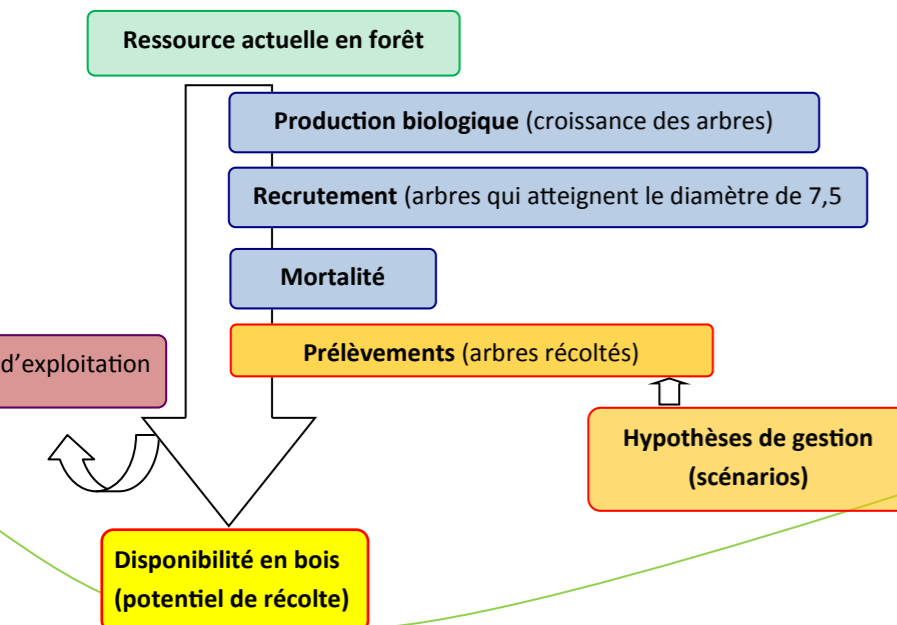 Ressource actuelle en forêt
Production biologique (croissance des arbres)
Recrutement (arbres qui atteignent le diamètre de 7,5
Mortalité
d’exploitation
Prélèvements (arbres récoltés)
Hypothèses de gestion
(scénarios)
Disponibilité en bois
(potentiel de récolte)